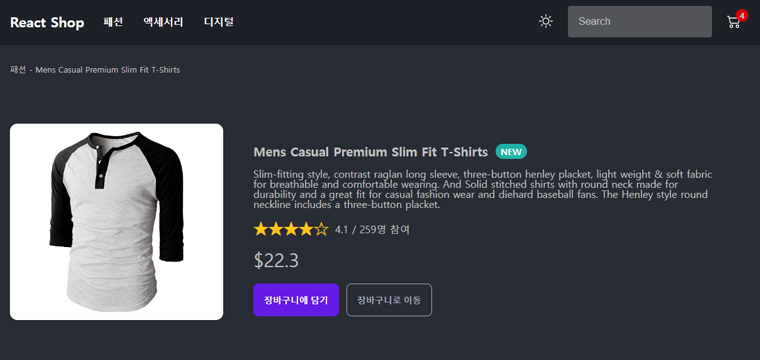 React Shop 패션 액세서리 디지털 Search 4
패션 - Mens Casual Premium Slim Fit T-Shirts
Mens Casual Premium Slim Fit T-Shirts NEW
Slim-fitting style, contrast raglan long sleeve, three-button henley placket, light weight & soft fabric
for breathable and comfortable wearing. And Solid stitched shirts with round neck made for
durability and a great fit for casual fashion wear and diehard baseball fans. The Henley style round
neckline includes a three-button placket.
4.1 / 259명 참여
$22.3
장바구니에 담기 장바구니로 이동